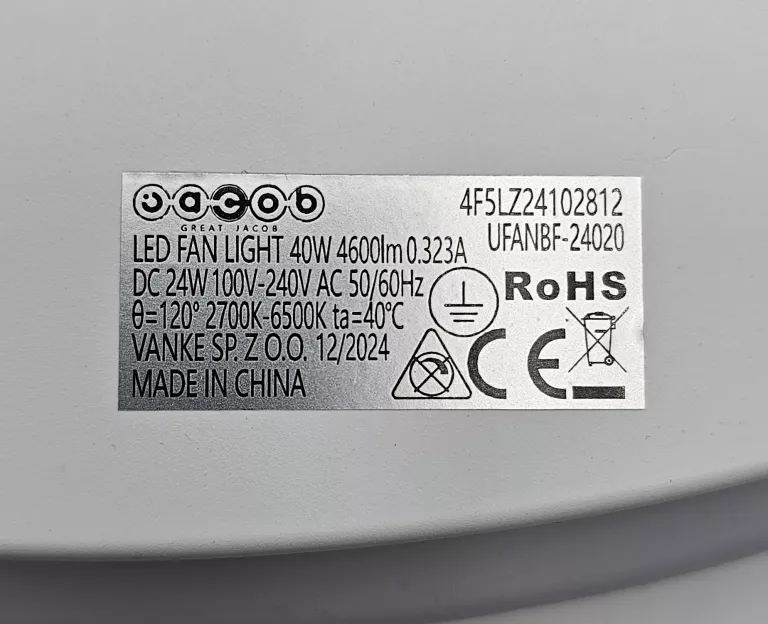 jacob
GREAT JACOB
4F5LZ24102812
UFANBF-24020
LED FAN LIGHT 40W 4600lm 0.323A
DC 24W 100V-240V AC 50/60Hz
θ=120° 2700K-6500K ta=40℃
VANKE SP. Z O.O. 12/2024
MADE IN CHINA
RoHS
CE